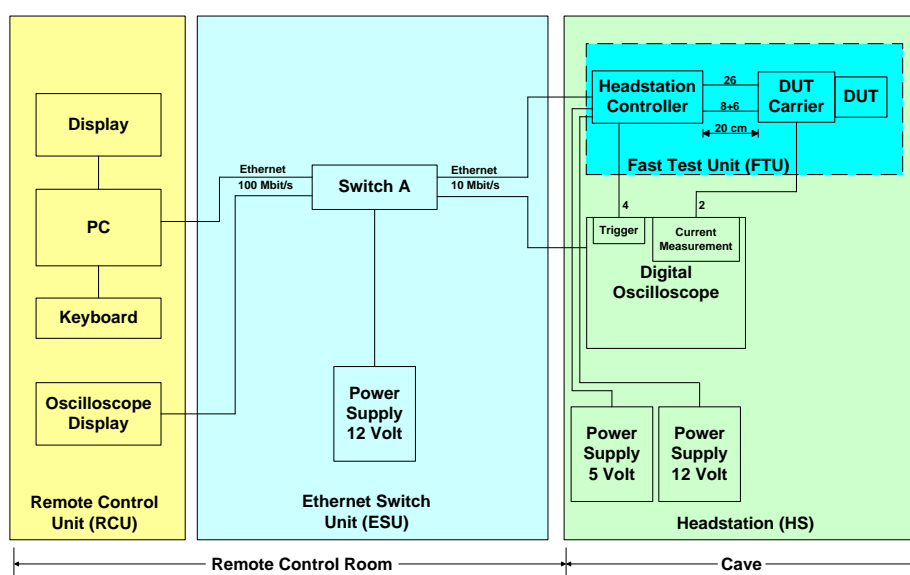 Display
PC
Keyboard
Oscilloscope
Display
Remote Control
Unit (RCU)
Ethernet
100 Mbit/s
Switch A
Ethernet
10 Mbit/s
Power
Supply
12 Volt
Ethernet Switch
Unit (ESU)
Headstation
Controller
26
8+6
20 cm
DUT
Carrier
DUT
Fast Test Unit (FTU)
4
2
Trigger
Current
Measurement
Digital
Oscilloscope
Power
Supply
5 Volt
Power
Supply
12 Volt
Headstation (HS)
Remote Control Room
Cave